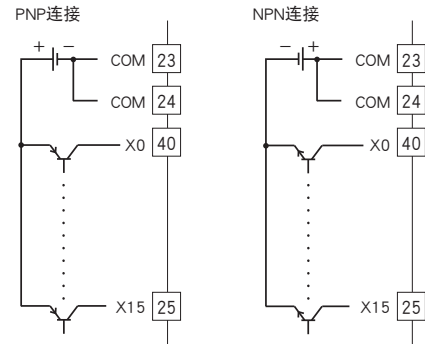 PNP连接
+ −
COM 23
COM 24
X0 40
X15 25
NPN连接
− +
COM 23
COM 24
X0 40
X15 25